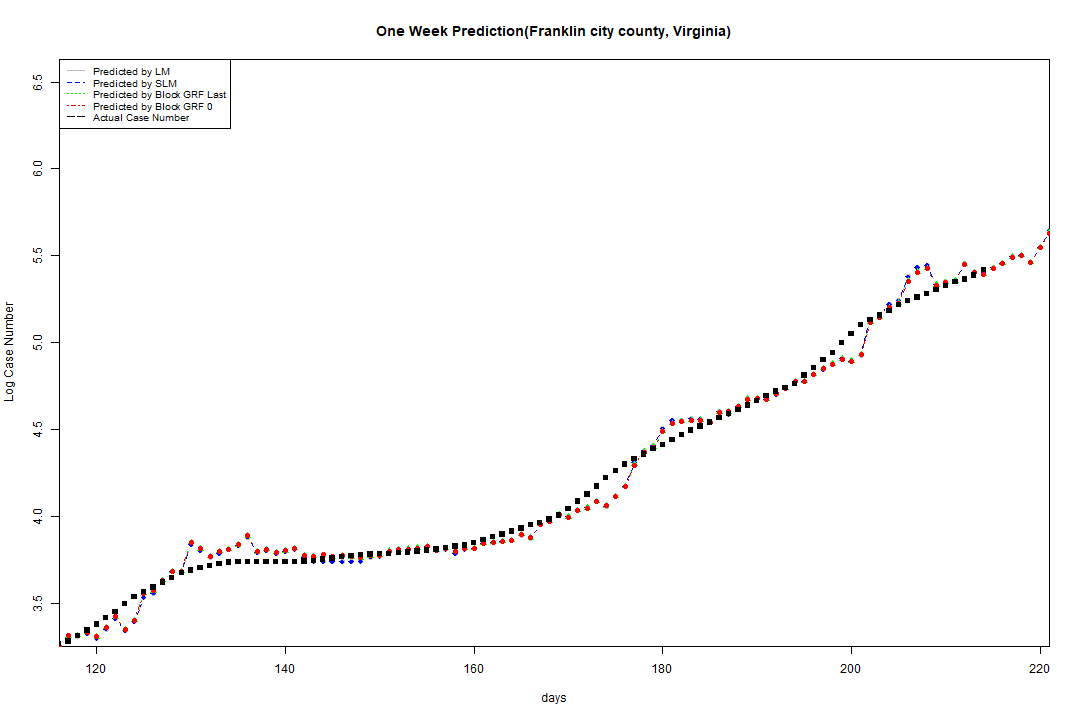 One Week Prediction(Franklin city county, Virginia)
Predicted by LM
Predicted by SLM
Predicted by Block GRF Last
Predicted by Block GRF 0
Actual Case Number
6.5
6.0
5.5
5.0
4.5
4.0
3.5
Log Case Number
120 140 160 180 200 220
days